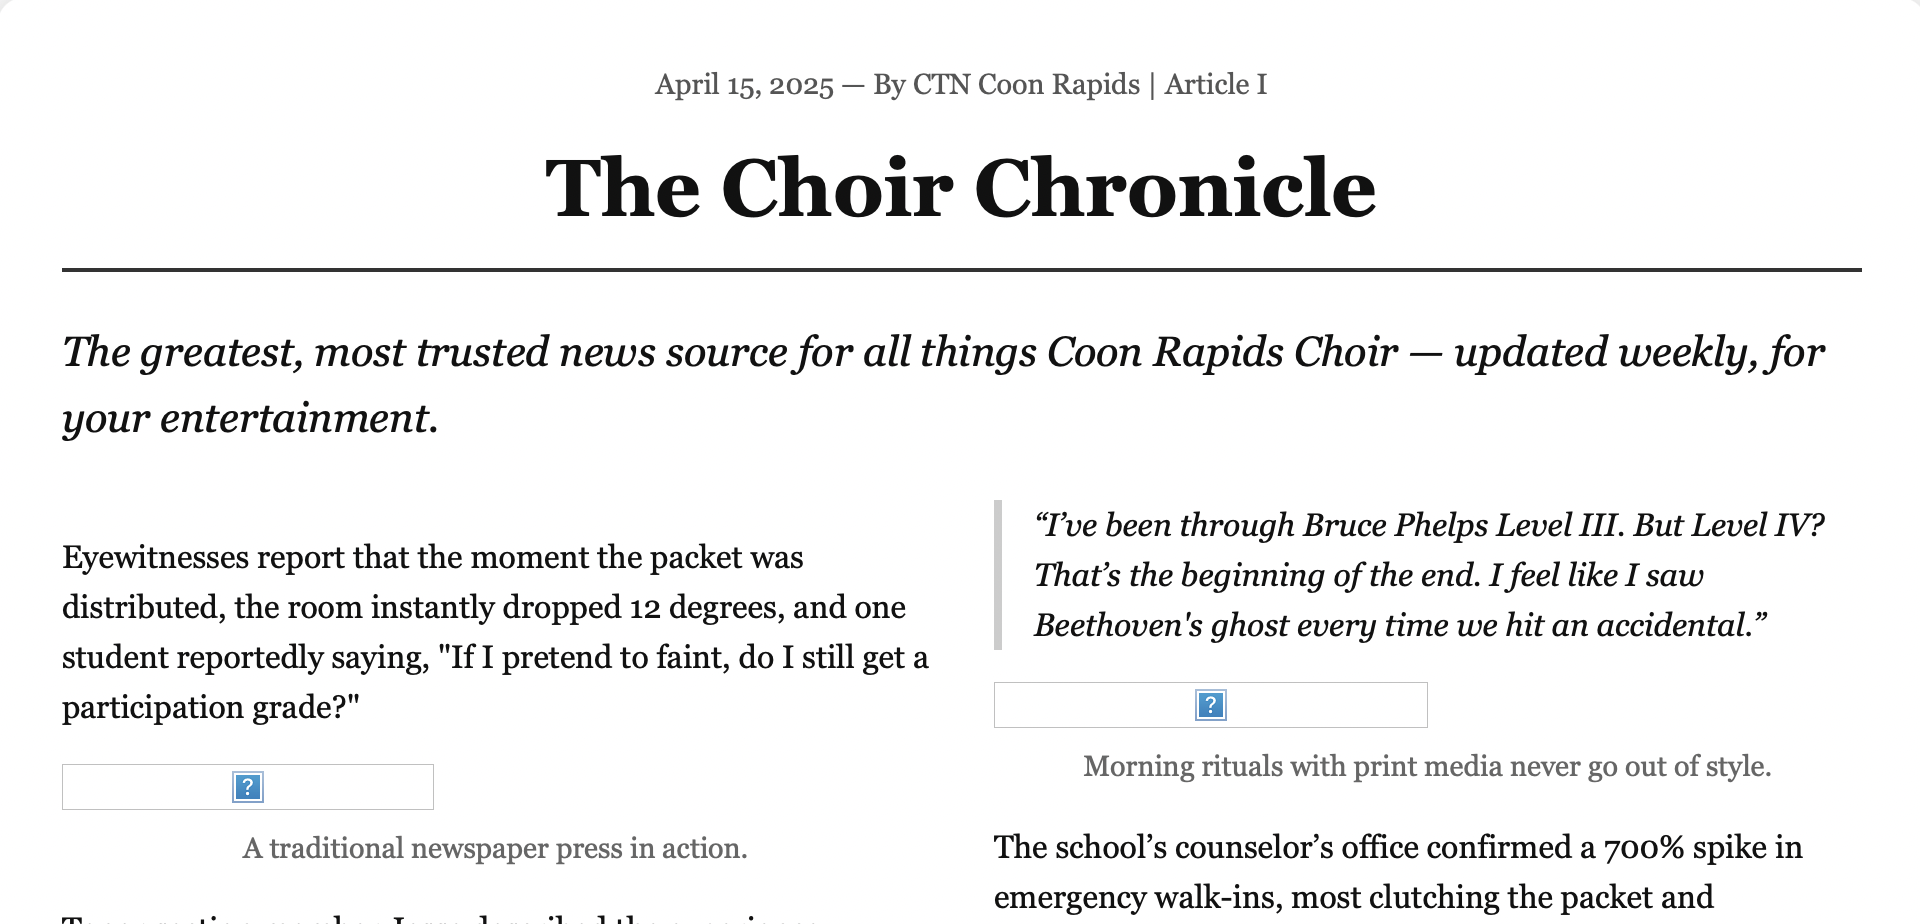 April 15, 2025 — By CTN Coon Rapids | Article I
The Choir Chronicle
The greatest, most trusted news source for all things Coon Rapids Choir — updated weekly, for
your entertainment.
Eyewitnesses report that the moment the packet was
distributed, the room instantly dropped 12 degrees, and one
student reportedly saying, "If I pretend to faint, do I still get a
participation grade?"
?
A traditional newspaper press in action.
“I’ve been through Bruce Phelps Level III. But Level IV?
That’s the beginning of the end. I feel like I saw
Beethoven's ghost every time we hit an accidental.”
?
Morning rituals with print media never go out of style.
The school’s counselor’s office confirmed a 700% spike in
emergency walk-ins, most clutching the packet and